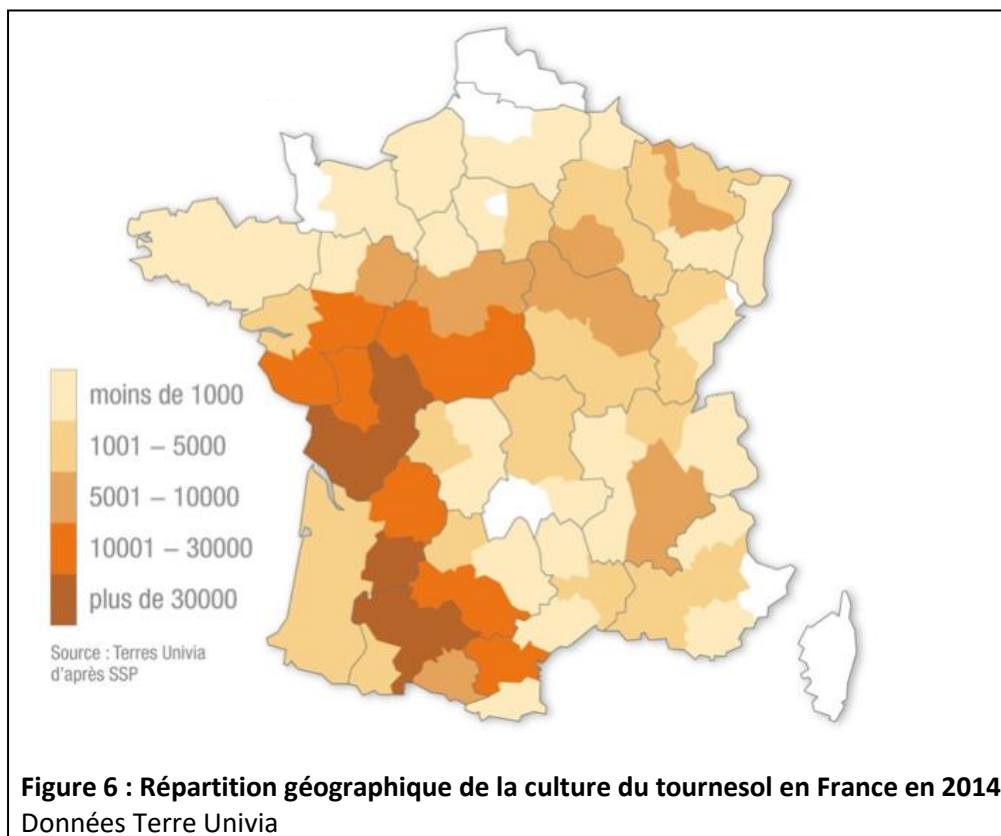 moins de 1000
1001 – 5000
5001 – 10000
10001 – 30000
plus de 30000
Source : Terres Univia
d'après SSP
Figure 6 : Répartition géographique de la culture du tournesol en France en 2014
Données Terre Univia